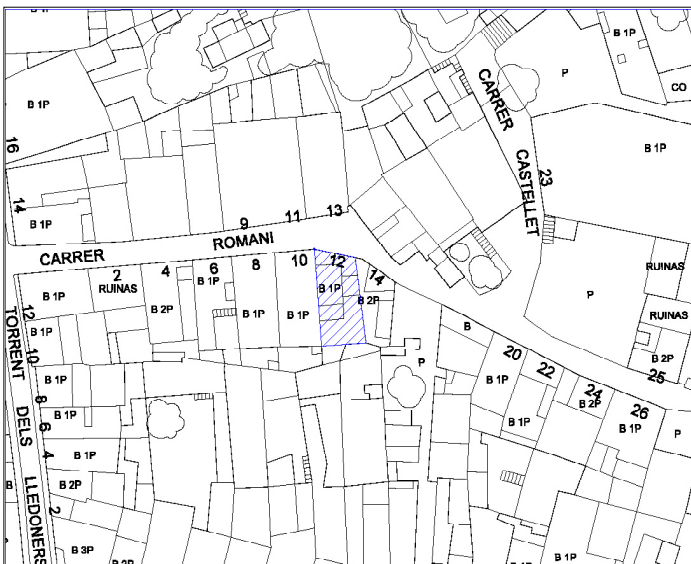 B 1P
P
CO
B 1P
B 1P
CARRER CASTELLET
23
16
14
B 1P
9
11
13
CARRER ROMANI
2
RUINAS
4
6
8
10
12
14
B 1P
B 2P
B 1P
B 1P
B 1P
B 1P
B 2P
P
RUINAS
RUINAS
B 2P
25
P
B
20
22
24
26
B 1P
B 1P
B 2P
B 1P
P
TORRENT DELS LLEDONERS
12
10
8
6
4
2
B 1P
B 1P
B 1P
B 1P
B 2P
B
B 3P
B 1P